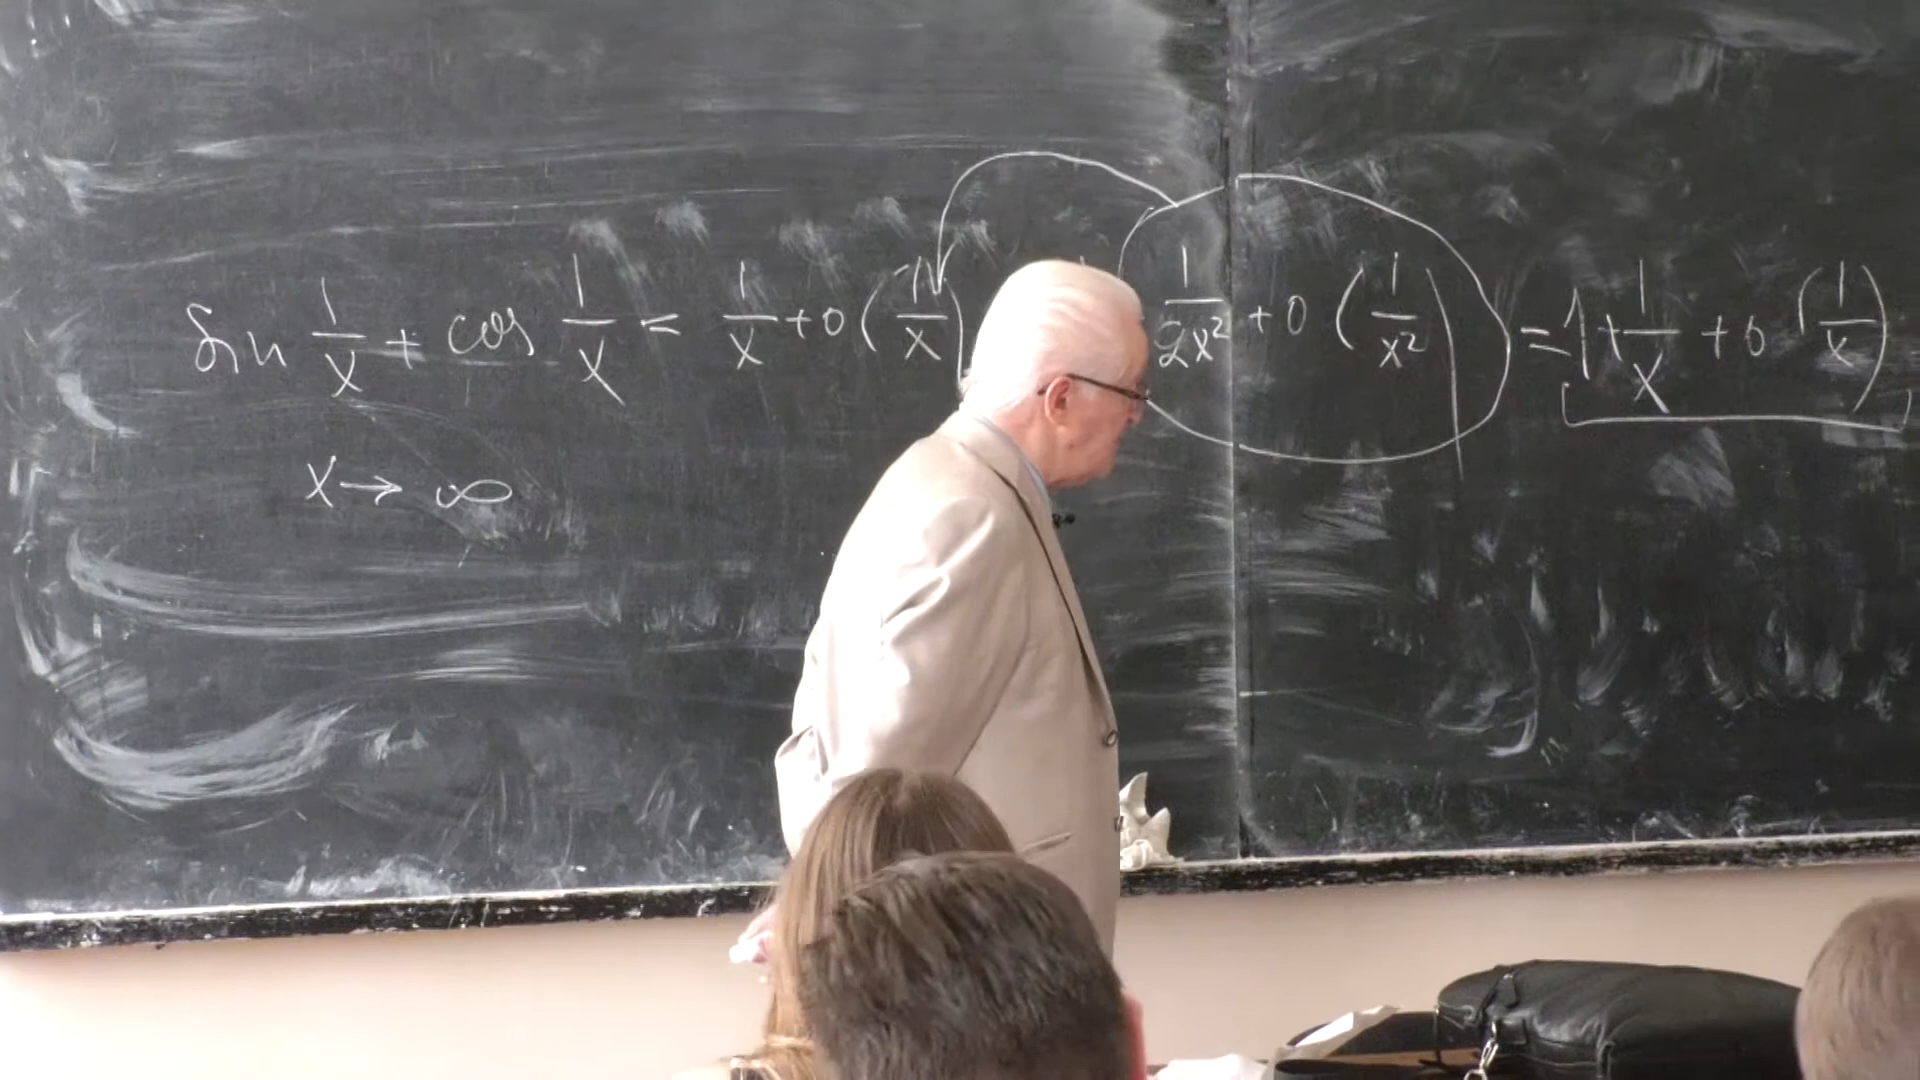 sin 1/x + cos 1/x = 1/x + o(1/x) 1/2x² + o(1/x²) = 1 + 1/x + o(1/x)
x → ∞